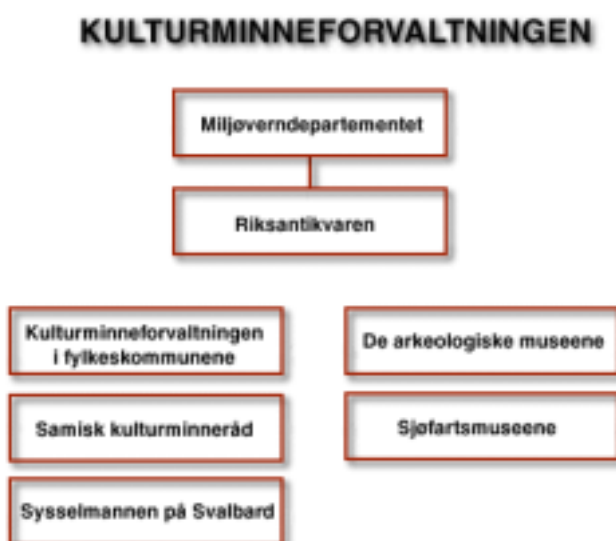 KULTURMINNEFORVALTNINGEN
Miljøverndepartementet
Riksantikvaren
Kulturminneforvaltningen
i fylkeskommunene
De arkeologiske museene
Samisk kulturminneråd
Sjøfartsmuseene
Sysselmannen på Svalbard